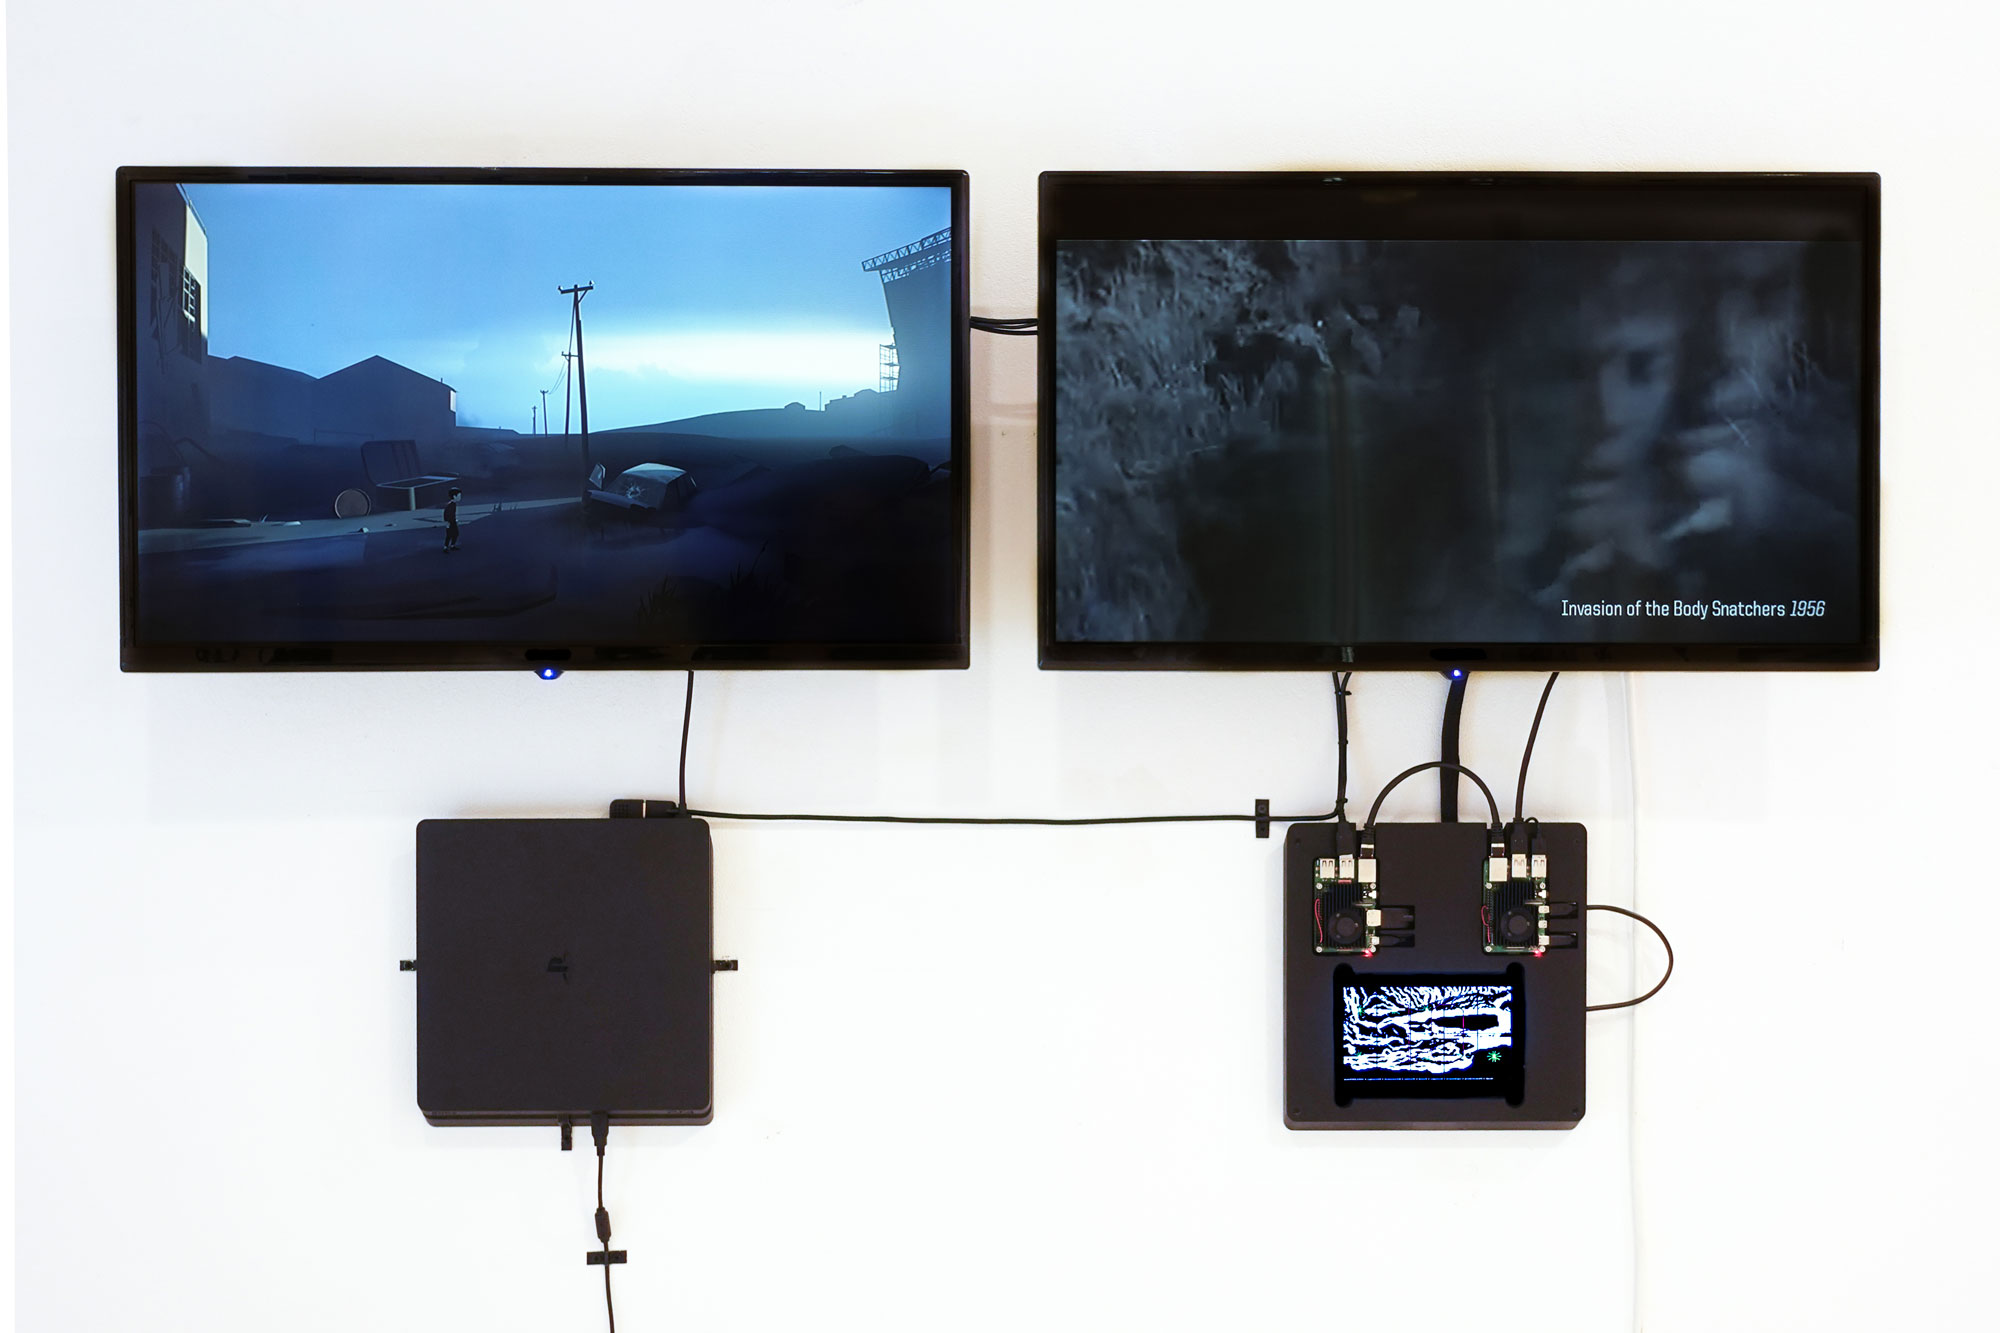 Invasion of the Body Snatchers 1956